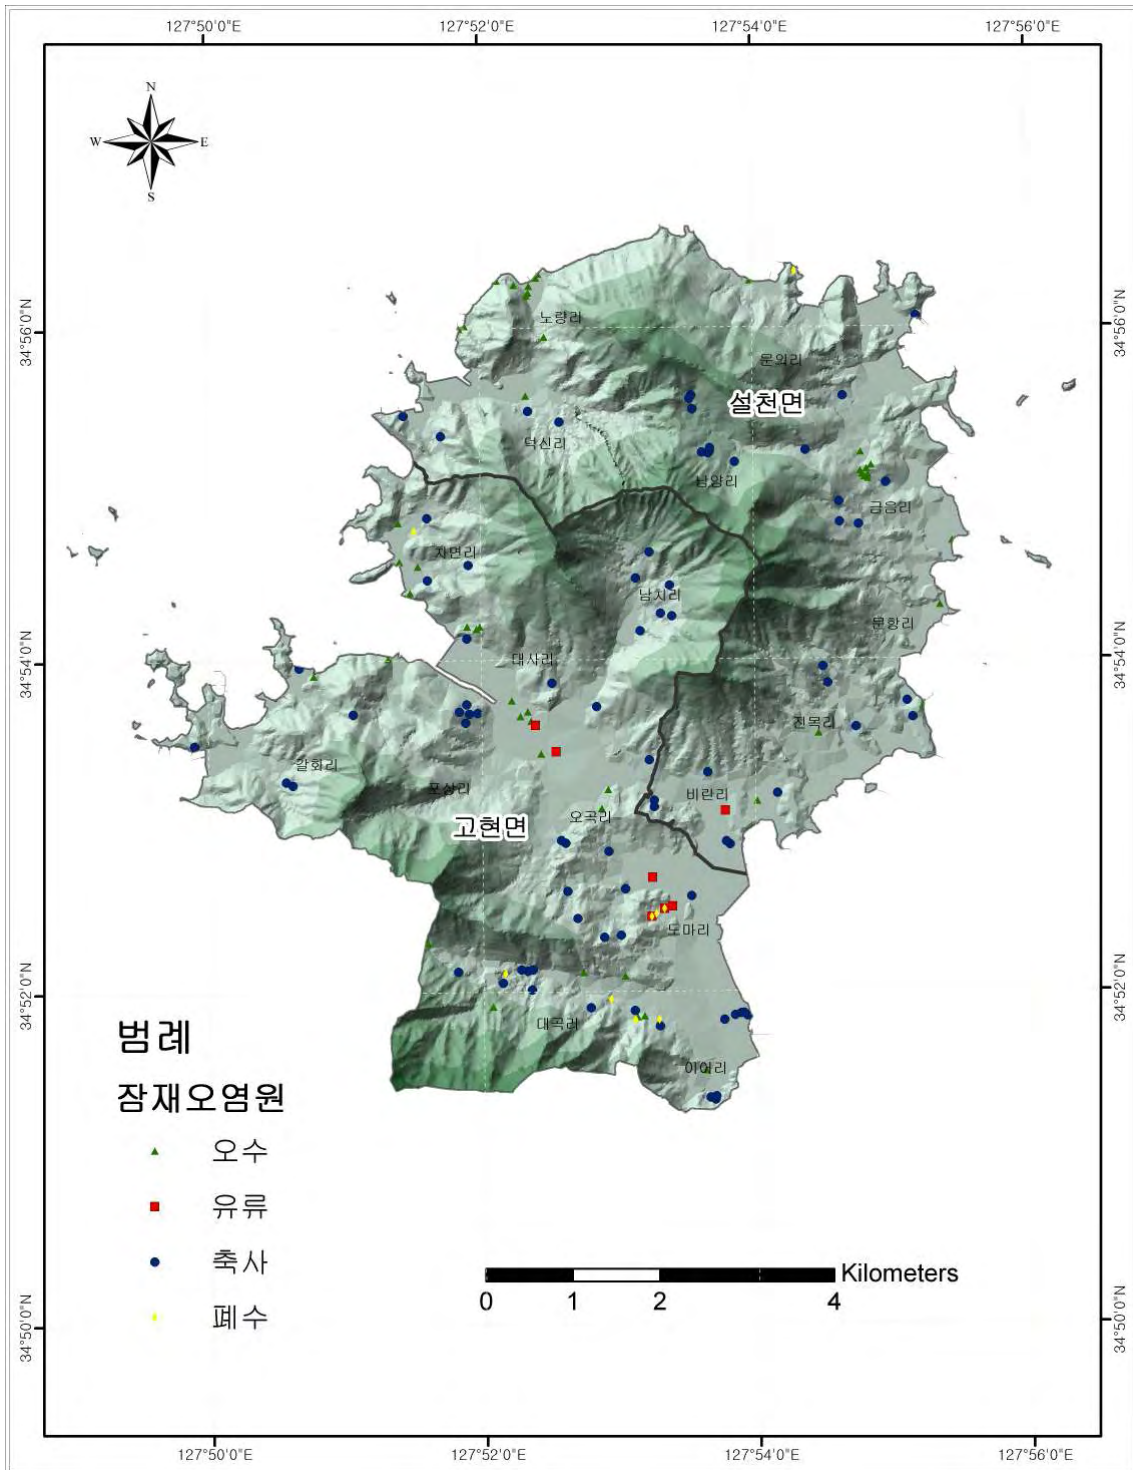 127°50'0"E 127°52'0"E 127°54'0"E 127°56'0"E
N
W E
S
34°56'0"N 34°56'0"N
노량리
문의리
설천면
덕신리
남양리
금음리
차면리
남치리
문항리
34°54'0"N 34°54'0"N
대사리
진목리
갈화리
포상리
비란리
오곡리
고현면
도마리
34°52'0"N 34°52'0"N
대곡리
이어리
범례
잠재오염원
오수
유류
축사
폐수
Kilometers
0 1 2 4
34°50'0"N 34°50'0"N
127°50'0"E 127°52'0"E 127°54'0"E 127°56'0"E